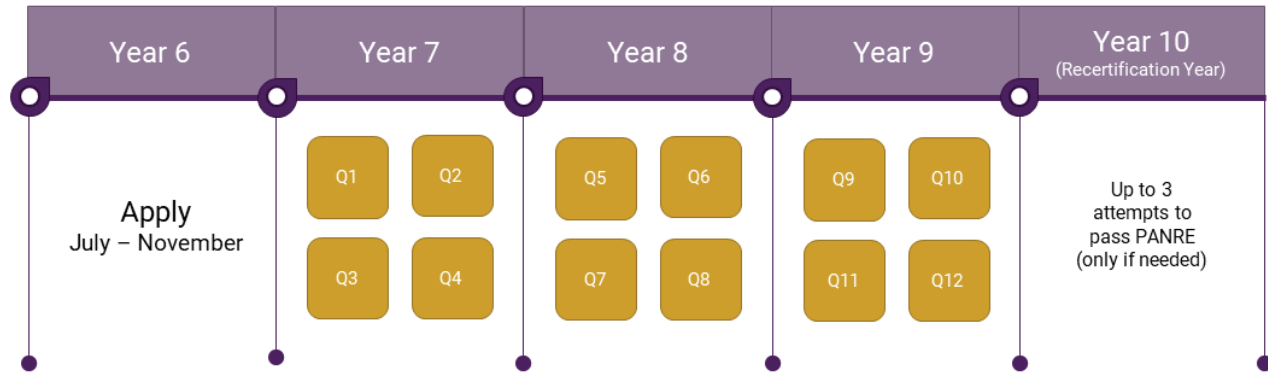 Year 6
Year 7
Year 8
Year 9
Year 10
(Recertification Year)
Apply
July – November
Q1
Q2
Q3
Q4
Q5
Q6
Q7
Q8
Q9
Q10
Q11
Q12
Up to 3
attempts to
pass PANRE
(only if needed)